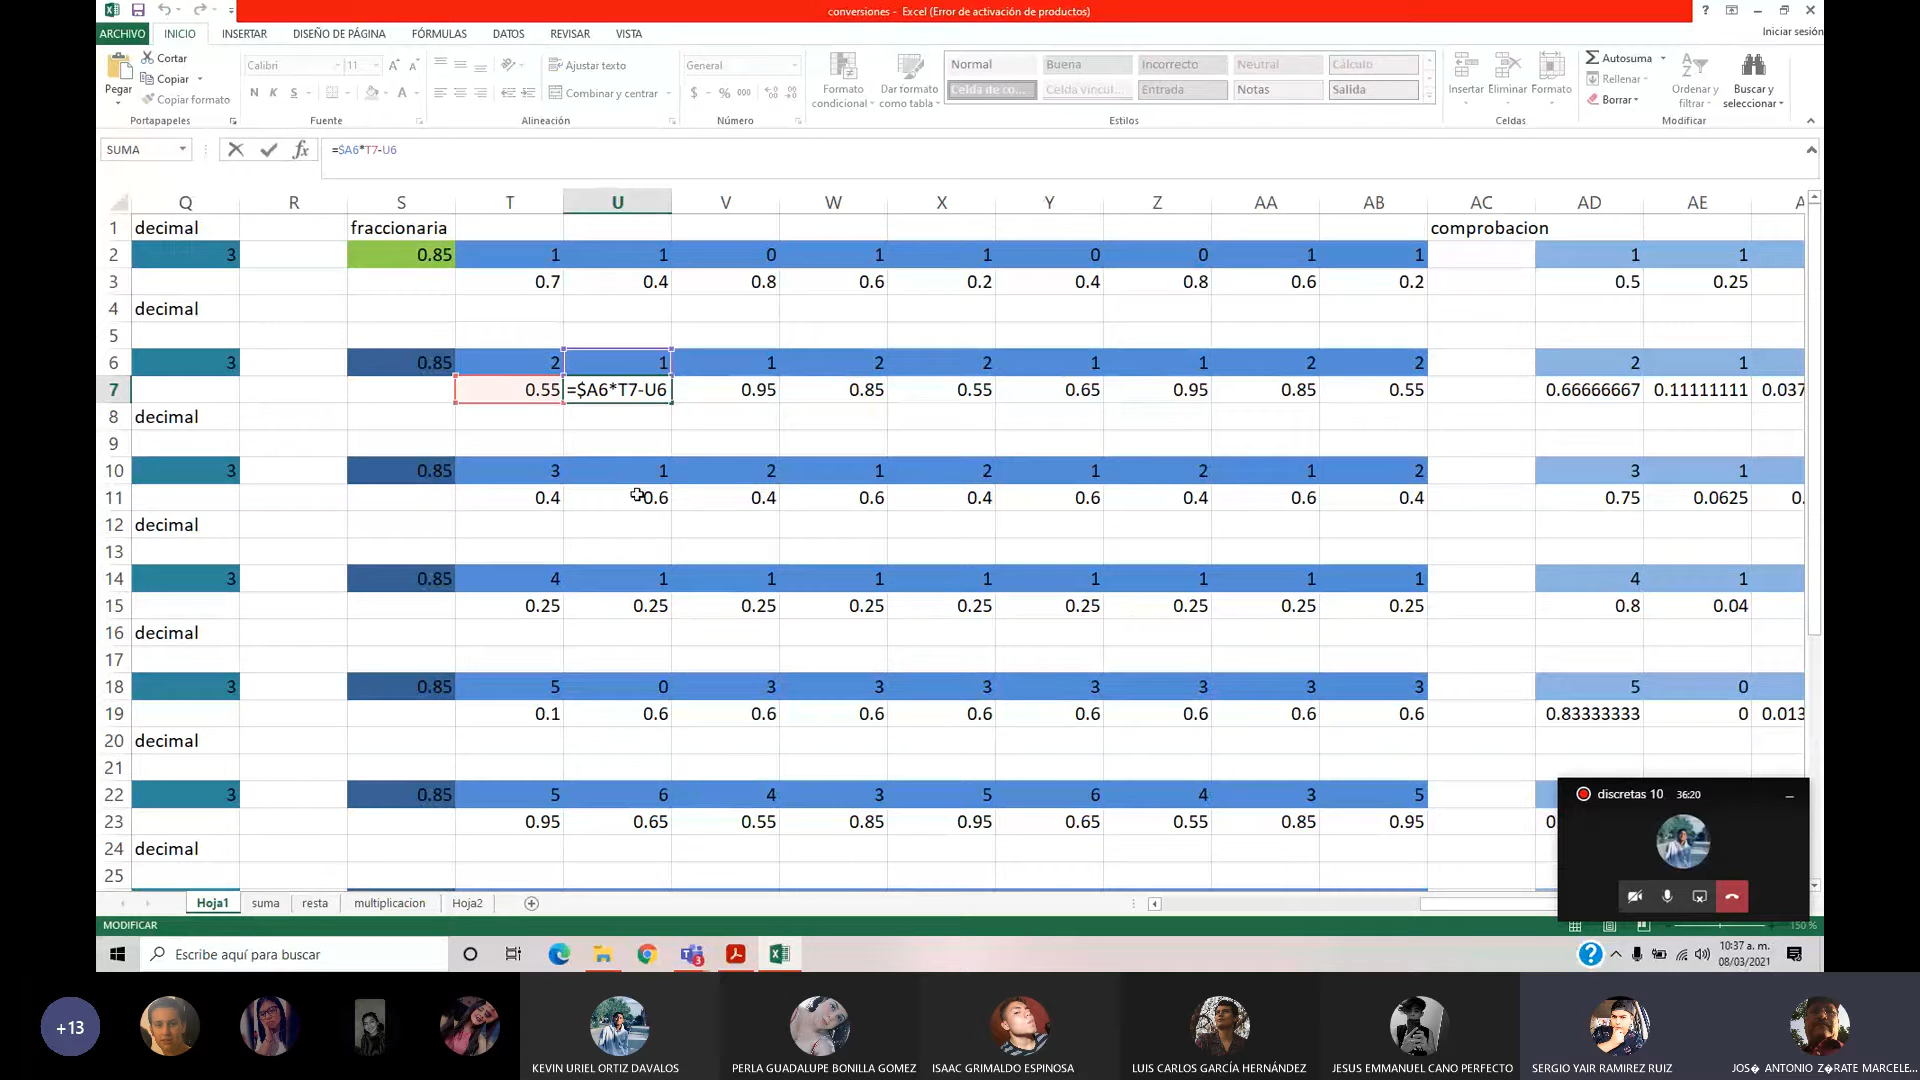 conversiones - Excel (Error de activación de productos)
ARCHIVO INICIO INSERTAR DISEÑO DE PÁGINA FÓRMULAS DATOS REVISAR VISTA Iniciar sesión
Pegar Cortar Copiar Copiar formato
Calibri 11
N K S
Ajustar texto
Combinar y centrar
General
$ % 000
Formato condicional
Dar formato como tabla
Normal Buena Incorrecto Neutral Cálculo
Celda de co... Celda vincul... Entrada Notas Salida
Insertar Eliminar Formato
Autosuma
Rellenar
Borrar
Ordenar y filtrar
Buscar y seleccionar
Portapapeles Fuente Alineación Número Estilos Celdas Modificar
SUMA fx =$A6*T7-U6
Q R S T U V W X Y Z AA AB AC AD AE A
1 decimal fraccionaria comprobacion
2 3 0.85 1 1 0 1 1 0 0 1 1 1 1
3 0.7 0.4 0.8 0.6 0.2 0.4 0.8 0.6 0.2 0.5 0.25
4 decimal
5
6 3 0.85 2 1 1 2 2 1 1 2 2 2 1
7 0.55 =$A6*T7-U6 0.95 0.85 0.55 0.65 0.95 0.85 0.55 0.66666667 0.11111111 0.037
8 decimal
9
10 3 0.85 3 1 2 1 2 1 2 1 2 3 1
11 0.4 0.6 0.4 0.6 0.4 0.6 0.4 0.6 0.4 0.75 0.0625 0.
12 decimal
13
14 3 0.85 4 1 1 1 1 1 1 1 1 4 1
15 0.25 0.25 0.25 0.25 0.25 0.25 0.25 0.25 0.25 0.8 0.04
16 decimal
17
18 3 0.85 5 0 3 3 3 3 3 3 3 5 0
19 0.1 0.6 0.6 0.6 0.6 0.6 0.6 0.6 0.6 0.83333333 0 0.013
20 decimal
21
22 3 0.85 5 6 4 3 5 6 4 3 5
23 0.95 0.65 0.55 0.85 0.95 0.65 0.55 0.85 0.95 0
24 decimal
25
discretas 10 36:20
Hoja1 suma resta multiplicacion Hoja2
MODIFICAR 150 %
Escribe aquí para buscar
10:37 a. m.
08/03/2021
+13
KEVIN URIEL ORTIZ DAVALOS PERLA GUADALUPE BONILLA GOMEZ ISAAC GRIMALDO ESPINOSA LUIS CARLOS GARCÍA HERNÁNDEZ JESUS EMMANUEL CANO PERFECTO SERGIO YAIR RAMIREZ RUIZ JOS� ANTONIO Z�RATE MARCELE...